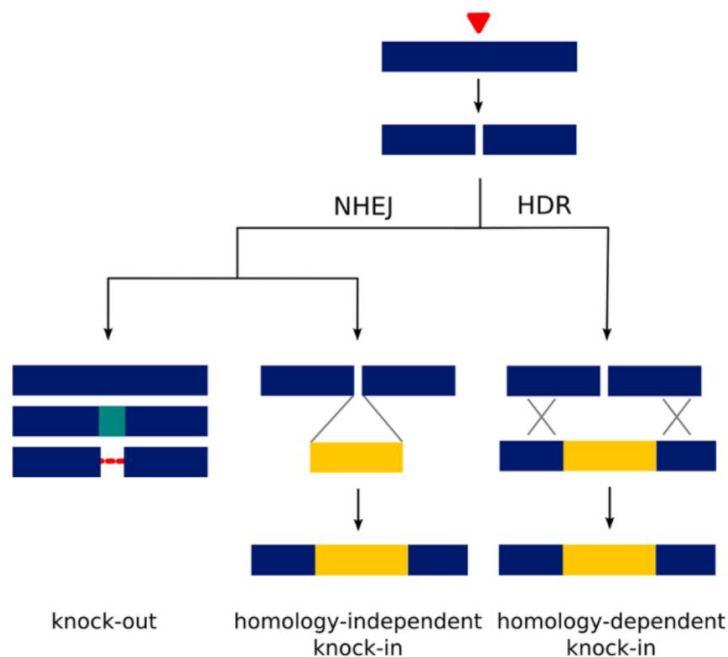 NHEJ
HDR
knock-out
homology-independent
knock-in
homology-dependent
knock-in